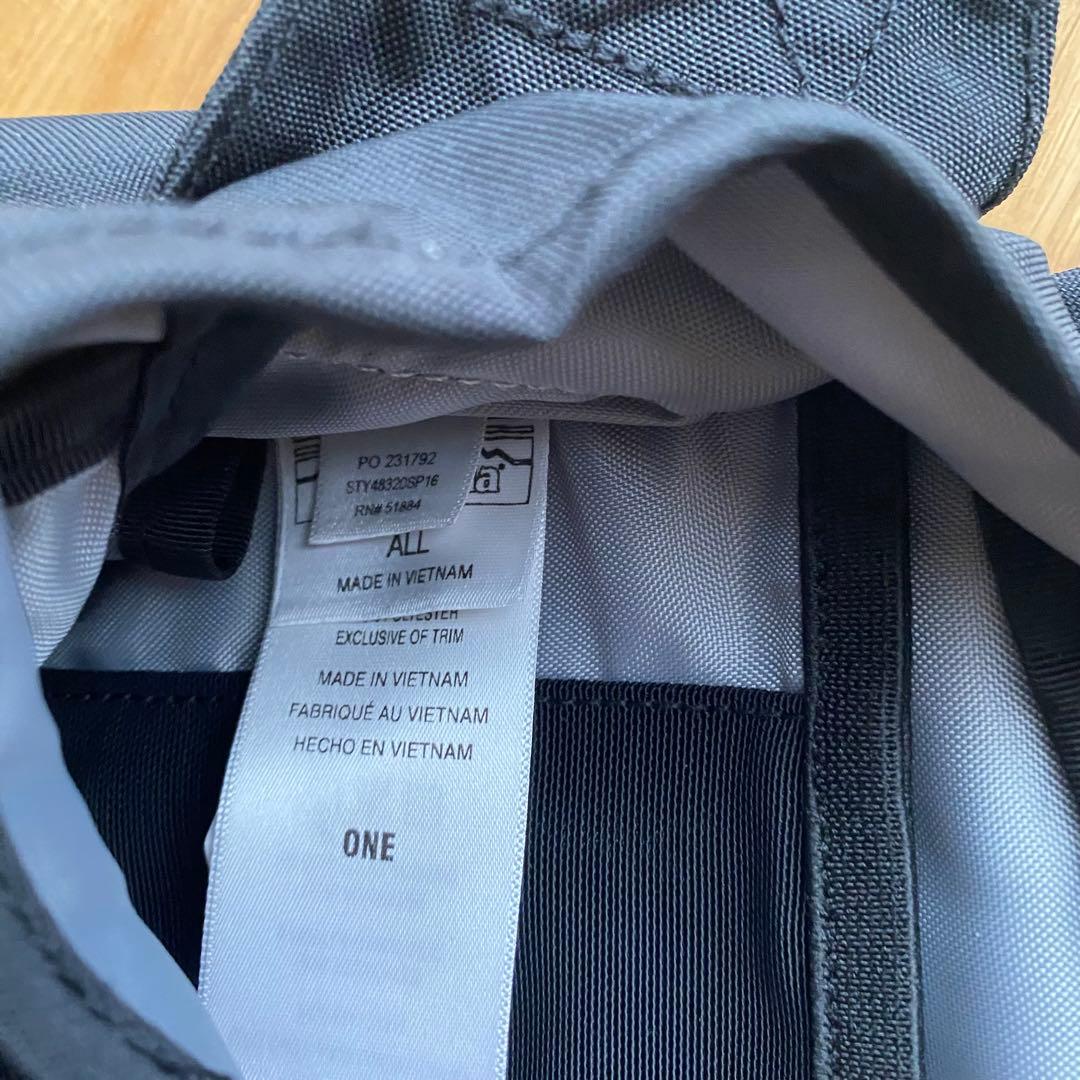 PO 231792
STY48320SP16
RN# 51884
a®
ALL
MADE IN VIETNAM
POLYESTER
EXCLUSIVE OF TRIM
MADE IN VIETNAM
FABRIQUÉ AU VIETNAM
HECHO EN VIETNAM
ONE